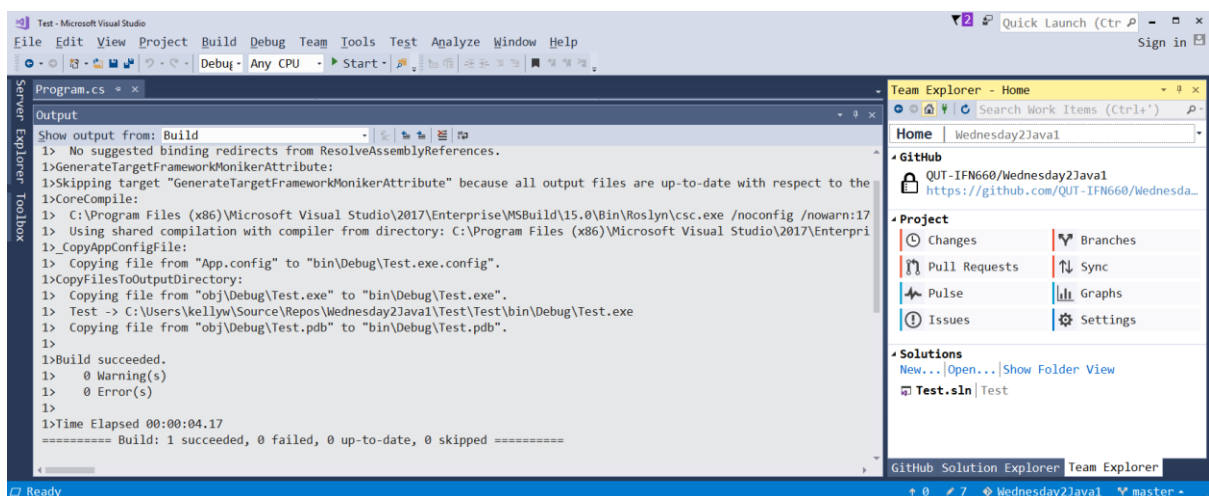 Test - Microsoft Visual Studio
2
Quick Launch (Ctr
File Edit View Project Build Debug Team Tools Test Analyze Window Help
Sign in
Debug Any CPU Start
Server Explorer Toolbox
Program.cs
Output
Show output from: Build
1> No suggested binding redirects from ResolveAssemblyReferences.
1>GenerateTargetFrameworkMonikerAttribute:
1>Skipping target "GenerateTargetFrameworkMonikerAttribute" because all output files are up-to-date with respect to the
1>CoreCompile:
1> C:\Program Files (x86)\Microsoft Visual Studio\2017\Enterprise\MSBuild\15.0\Bin\Roslyn\csc.exe /noconfig /nowarn:17
1> Using shared compilation with compiler from directory: C:\Program Files (x86)\Microsoft Visual Studio\2017\Enterpri
1>_CopyAppConfigFile:
1> Copying file from "App.config" to "bin\Debug\Test.exe.config".
1>CopyFilesToOutputDirectory:
1> Copying file from "obj\Debug\Test.exe" to "bin\Debug\Test.exe".
1> Test -> C:\Users\kellyw\Source\Repos\Wednesday2Java1\Test\Test\bin\Debug\Test.exe
1> Copying file from "obj\Debug\Test.pdb" to "bin\Debug\Test.pdb".
1>
1>Build succeeded.
1> 0 Warning(s)
1> 0 Error(s)
1>
1>Time Elapsed 00:00:04.17
========== Build: 1 succeeded, 0 failed, 0 up-to-date, 0 skipped ==========
Team Explorer - Home
Search Work Items (Ctrl+')
Home Wednesday2Java1
GitHub
QUT-IFN660/Wednesday2Java1
https://github.com/QUT-IFN660/Wednesda...
Project
Changes Branches
Pull Requests Sync
Pulse Graphs
Issues Settings
Solutions
New... Open... Show Folder View
Test.sln Test
GitHub Solution Explorer Team Explorer
Ready
0 7 Wednesday2Java1 master